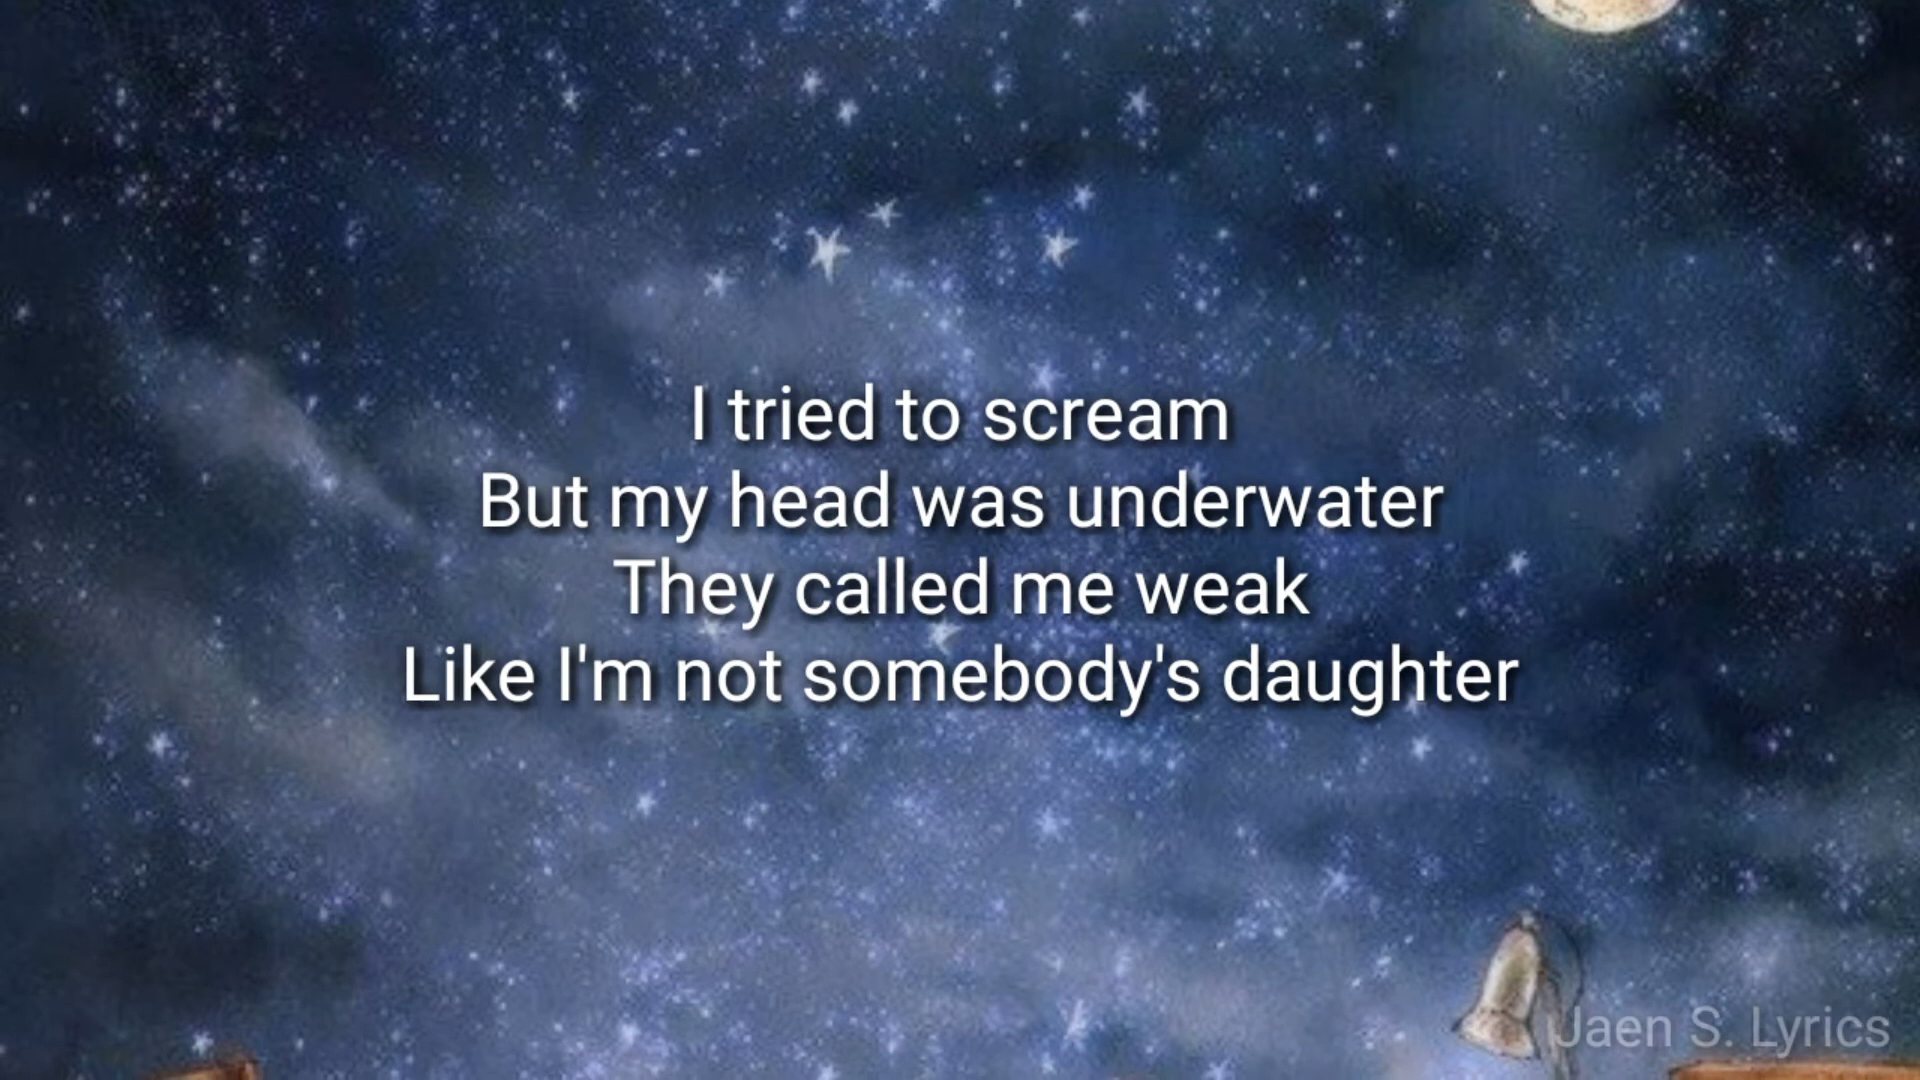 I tried to scream
But my head was underwater
They called me weak
Like I'm not somebody's daughter
Jaen S. Lyrics